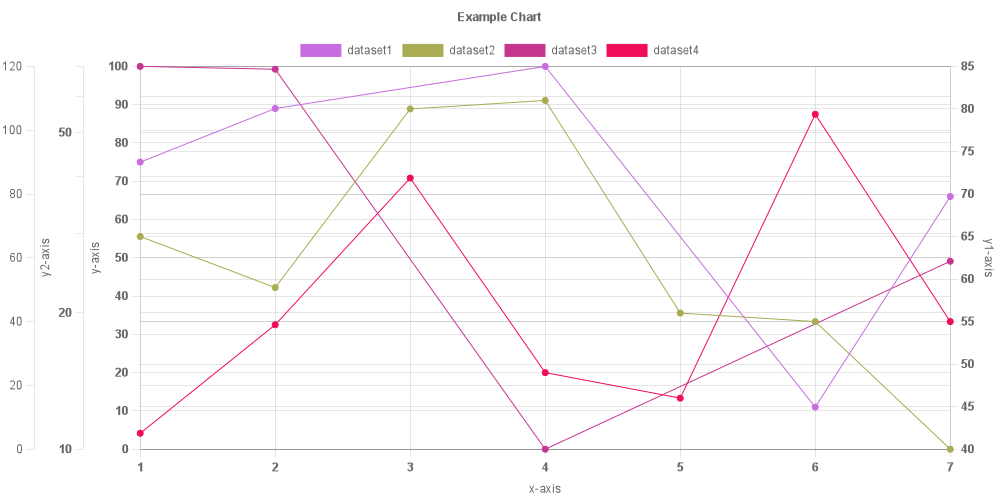 Example Chart
dataset1 dataset2 dataset3 dataset4
120 100 80 60 40 20 0
y2-axis
50 20 10
y-axis
100 90 80 70 60 50 40 30 20 10 0
85 80 75 70 65 60 55 50 45 40
y1-axis
1 2 3 4 5 6 7
x-axis